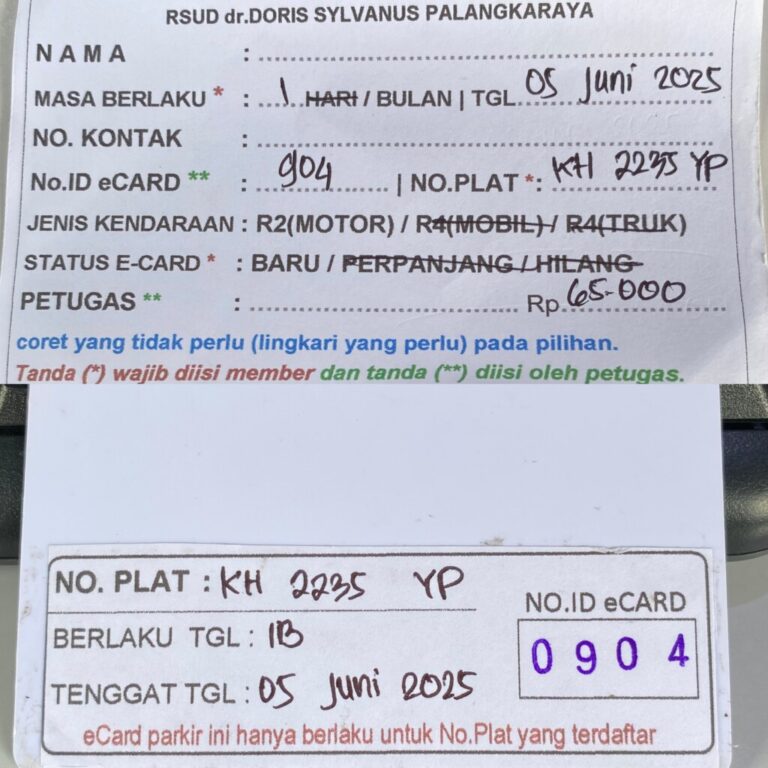 RSUD dr.DORIS SYLVANUS PALANGKARAYA
NAMA : ........................................
MASA BERLAKU * : ..... 1 HARI / BULAN | TGL 05 Juni 2025
NO. KONTAK : ........................................
No.ID eCARD ** : 904 ........ | NO.PLAT *: KH 2235 YP
JENIS KENDARAAN : R2(MOTOR) / R4(MOBIL) / R4(TRUK)
STATUS E-CARD * : BARU / PERPANJANG / HILANG
PETUGAS ** : ........................ Rp. 65.000
coret yang tidak perlu (lingkari yang perlu) pada pilihan.
Tanda (*) wajib diisi member dan tanda (**) diisi oleh petugas.
NO. PLAT : KH 2235 YP
BERLAKU TGL : 1B
TENGGAT TGL : 05 Juni 2025
NO.ID eCARD
0904
eCard parkir ini hanya berlaku untuk No.Plat yang terdaftar